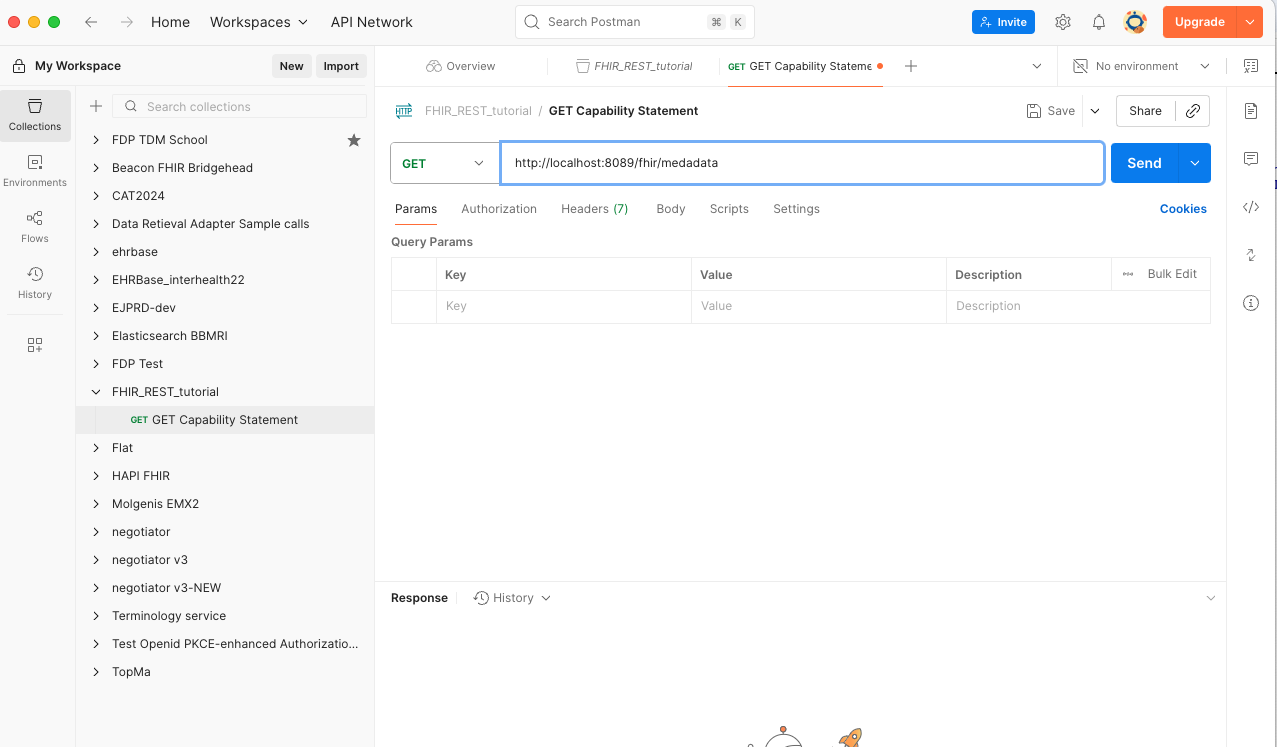 Home Workspaces API Network Search Postman ⌘ K Invite Upgrade
My Workspace New Import Overview FHIR_REST_tutorial GET GET Capability Stateme No environment
Collections
Environments
Flows
History
Search collections
FDP TDM School
Beacon FHIR Bridgehead
CAT2024
Data Retieval Adapter Sample calls
ehrbase
EHRBase_interhealth22
EJPRD-dev
Elasticsearch BBMRI
FDP Test
FHIR_REST_tutorial
GET GET Capability Statement
Flat
HAPI FHIR
Molgenis EMX2
negotiator
negotiator v3
negotiator v3-NEW
Terminology service
Test Openid PKCE-enhanced Authorizatio...
TopMa
HTTP FHIR_REST_tutorial / GET Capability Statement Save Share
GET http://localhost:8089/fhir/medadata Send
Params Authorization Headers (7) Body Scripts Settings Cookies
Query Params
Key Value Description Bulk Edit
Key Value Description
Response History